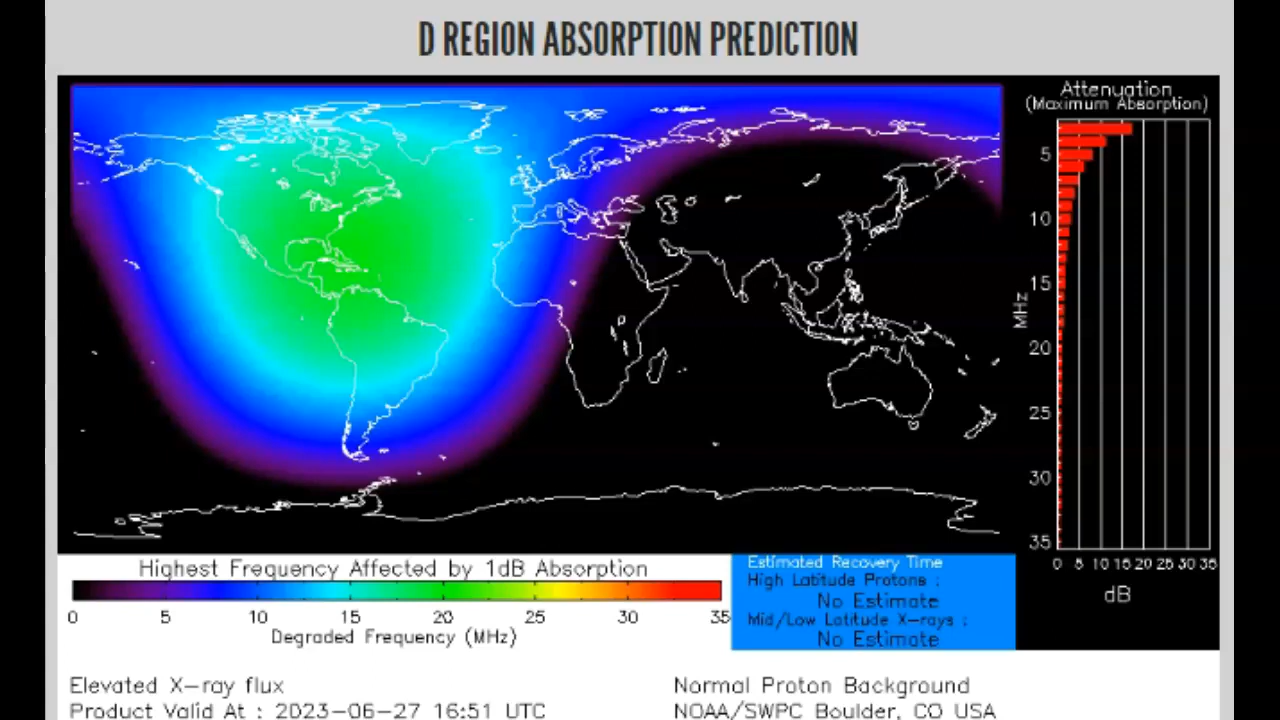 D REGION ABSORPTION PREDICTION
Attenuation
(Maximum Absorption)
5
10
15
20
25
30
35
MHz
0 5 10 15 20 25 30 35
dB
Highest Frequency Affected by 1dB Absorption
0 5 10 15 20 25 30 35
Degraded Frequency (MHz)
Estimated Recovery Time
High Latitude Protons :
No Estimate
Mid/Low Latitude X-rays :
No Estimate
Elevated X-ray flux
Normal Proton Background
Product Valid At : 2023-06-27 16:51 UTC
NOAA/SWPC Boulder, CO USA